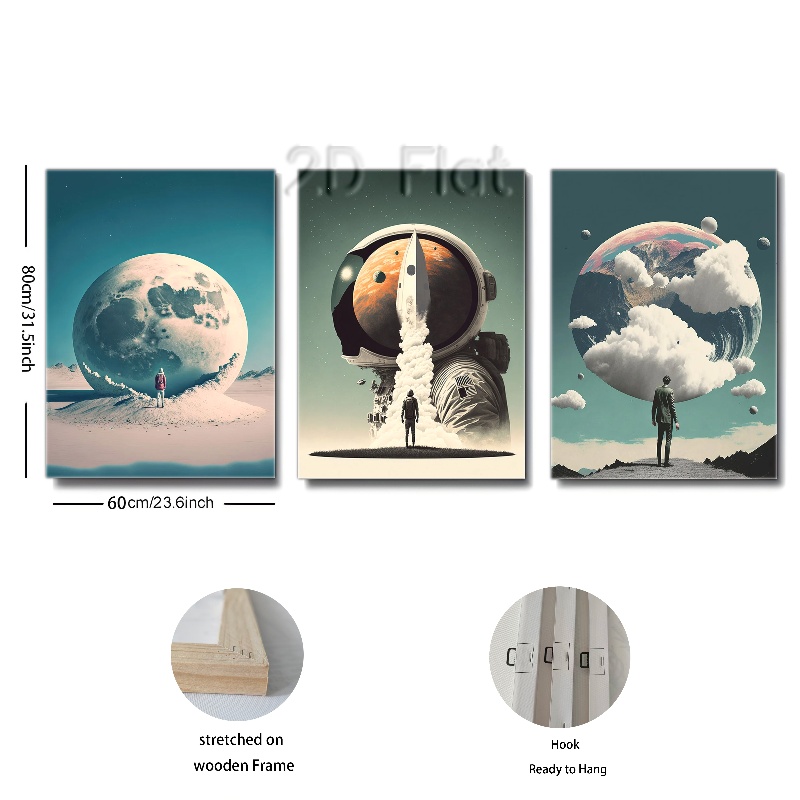 2D Flat
80cm/31.5inch
60cm/23.6inch
stretched on
wooden Frame
Hook
Ready to Hang